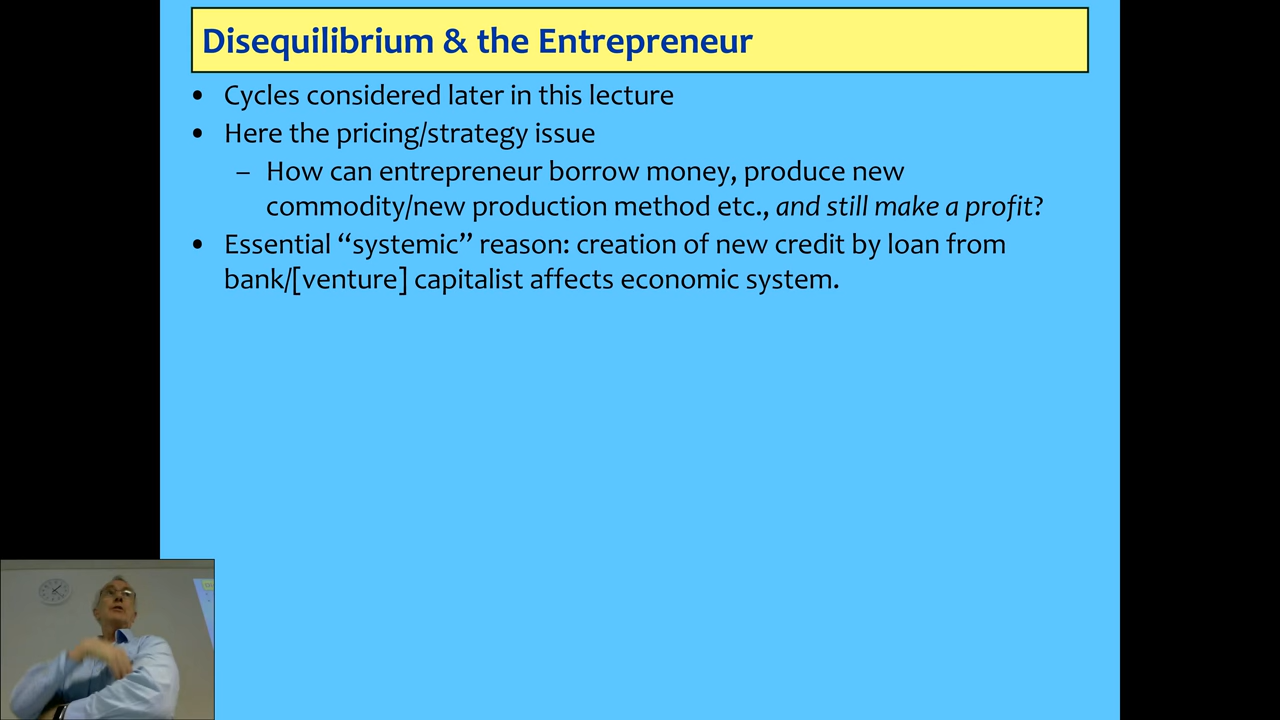 Disequilibrium & the Entrepreneur
• Cycles considered later in this lecture
• Here the pricing/strategy issue
– How can entrepreneur borrow money, produce new
commodity/new production method etc., and still make a profit?
• Essential “systemic” reason: creation of new credit by loan from
bank/[venture] capitalist affects economic system.